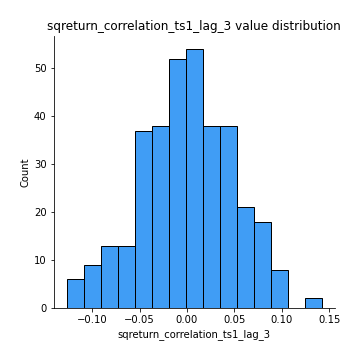 sqreturn_correlation_ts1_lag_3 value distribution
50
40
30
20
10
0
Count
−0.10 −0.05 0.00 0.05 0.10 0.15
sqreturn_correlation_ts1_lag_3